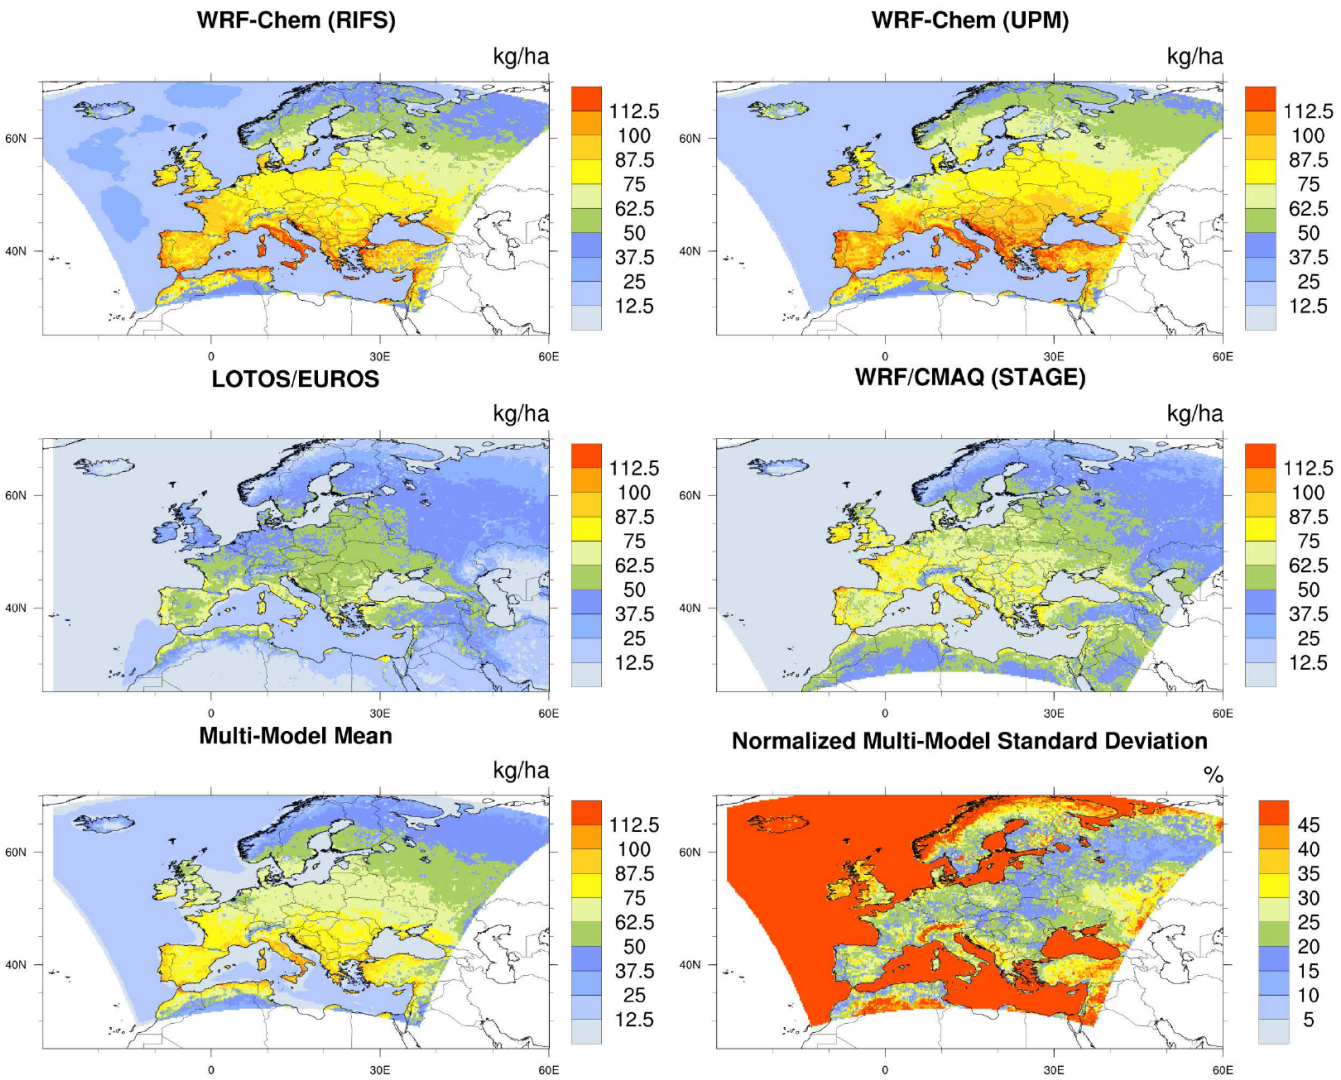 WRF-Chem (RIFS)
kg/ha
60N
40N
0
30E
60E
112.5
100
87.5
75
62.5
50
37.5
25
12.5
WRF-Chem (UPM)
kg/ha
60N
40N
0
30E
60E
112.5
100
87.5
75
62.5
50
37.5
25
12.5
LOTOS/EUROS
kg/ha
60N
40N
0
30E
60E
112.5
100
87.5
75
62.5
50
37.5
25
12.5
WRF/CMAQ (STAGE)
kg/ha
60N
40N
0
30E
60E
112.5
100
87.5
75
62.5
50
37.5
25
12.5
Multi-Model Mean
kg/ha
60N
40N
0
30E
60E
112.5
100
87.5
75
62.5
50
37.5
25
12.5
Normalized Multi-Model Standard Deviation
%
60N
40N
0
30E
60E
45
40
35
30
25
20
15
10
5